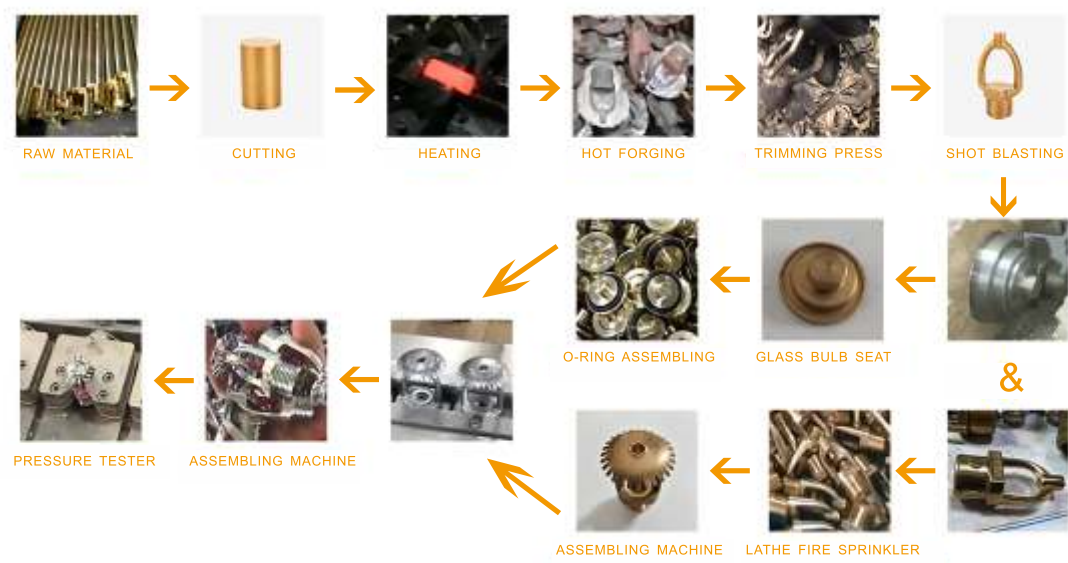 RAW MATERIAL
CUTTING
HEATING
HOT FORGING
TRIMMING PRESS
SHOT BLASTING
O-RING ASSEMBLING
GLASS BULB SEAT
&
PRESSURE TESTER
ASSEMBLING MACHINE
ASSEMBLING MACHINE
LATHE FIRE SPRINKLER